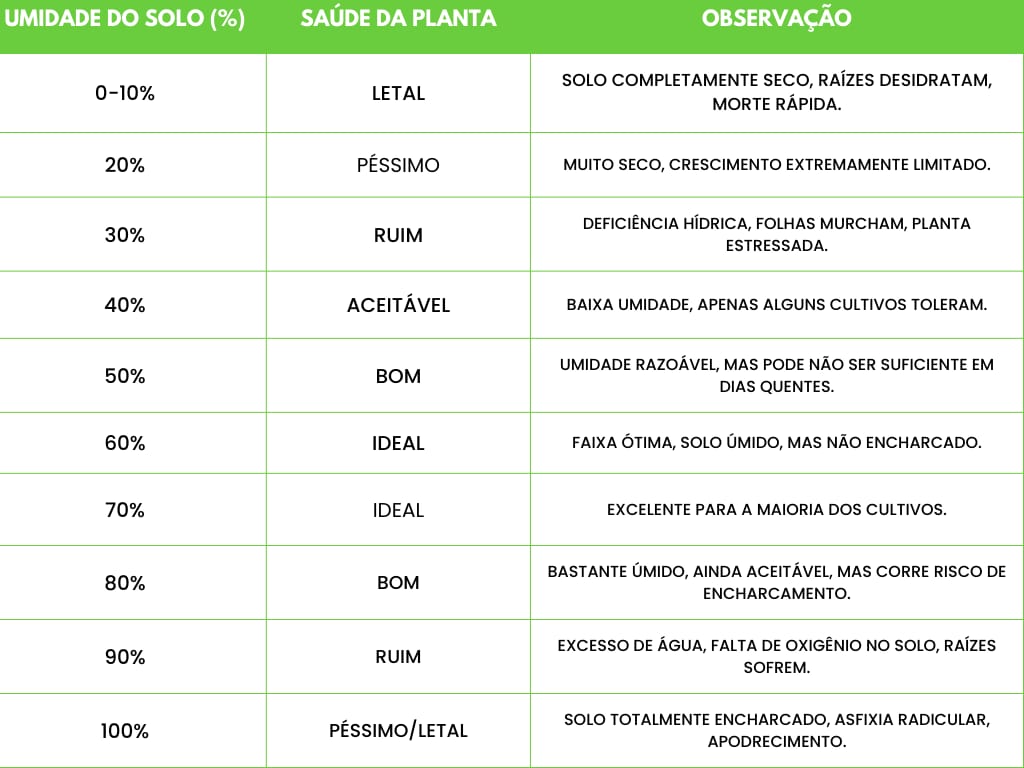 UMIDADE DO SOLO (%) SAÚDE DA PLANTA OBSERVAÇÃO
0-10% LETAL SOLO COMPLETAMENTE SECO, RAÍZES DESIDRATAM,
MORTE RÁPIDA.
20% PÉSSIMO MUITO SECO, CRESCIMENTO EXTREMAMENTE LIMITADO.
30% RUIM DEFICIÊNCIA HÍDRICA, FOLHAS MURCHAM, PLANTA
ESTRESSADA.
40% ACEITÁVEL BAIXA UMIDADE, APENAS ALGUNS CULTIVOS TOLERAM.
50% BOM UMIDADE RAZOÁVEL, MAS PODE NÃO SER SUFICIENTE EM
DIAS QUENTES.
60% IDEAL FAIXA ÓTIMA, SOLO ÚMIDO, MAS NÃO ENCHARCADO.
70% IDEAL EXCELENTE PARA A MAIORIA DOS CULTIVOS.
80% BOM BASTANTE ÚMIDO, AINDA ACEITÁVEL, MAS CORRE RISCO DE
ENCHARCAMENTO.
90% RUIM EXCESSO DE ÁGUA, FALTA DE OXIGÊNIO NO SOLO, RAÍZES
SOFREM.
100% PÉSSIMO/LETAL SOLO TOTALMENTE ENCHARCADO, ASFIXIA RADICULAR,
APODRECIMENTO.